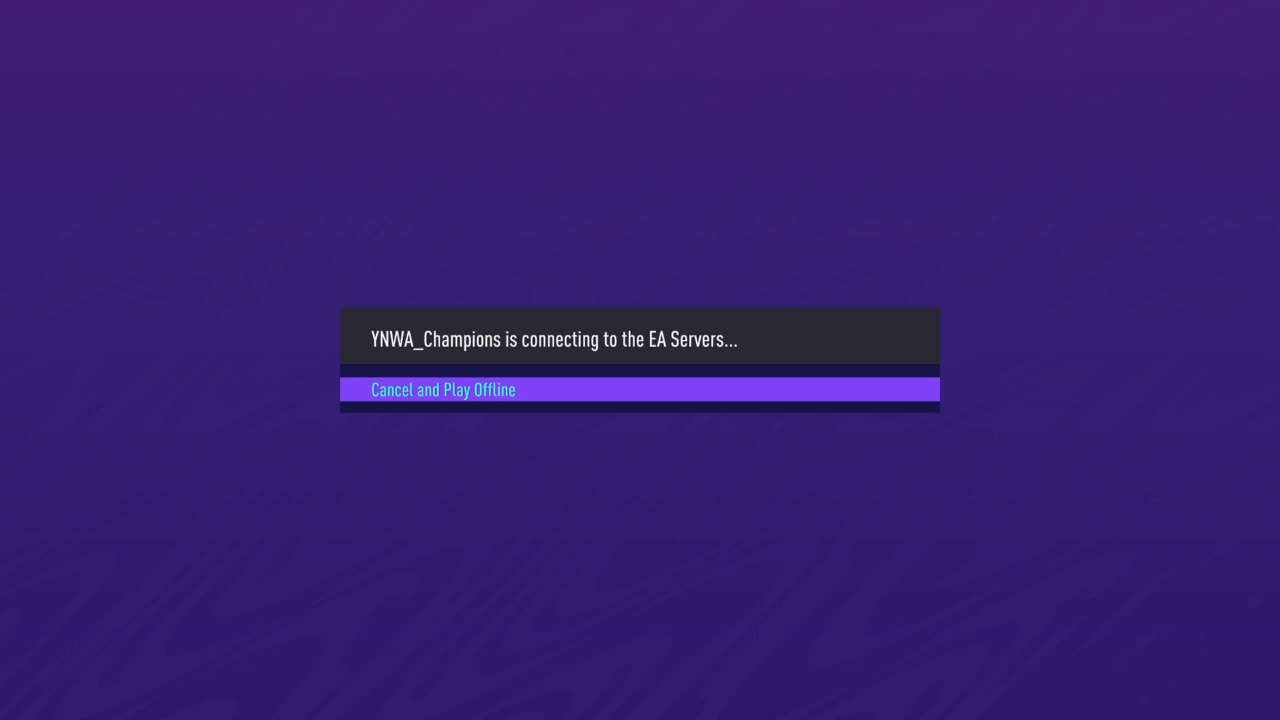 YNWA_Champions is connecting to the EA Servers...
Cancel and Play Offline